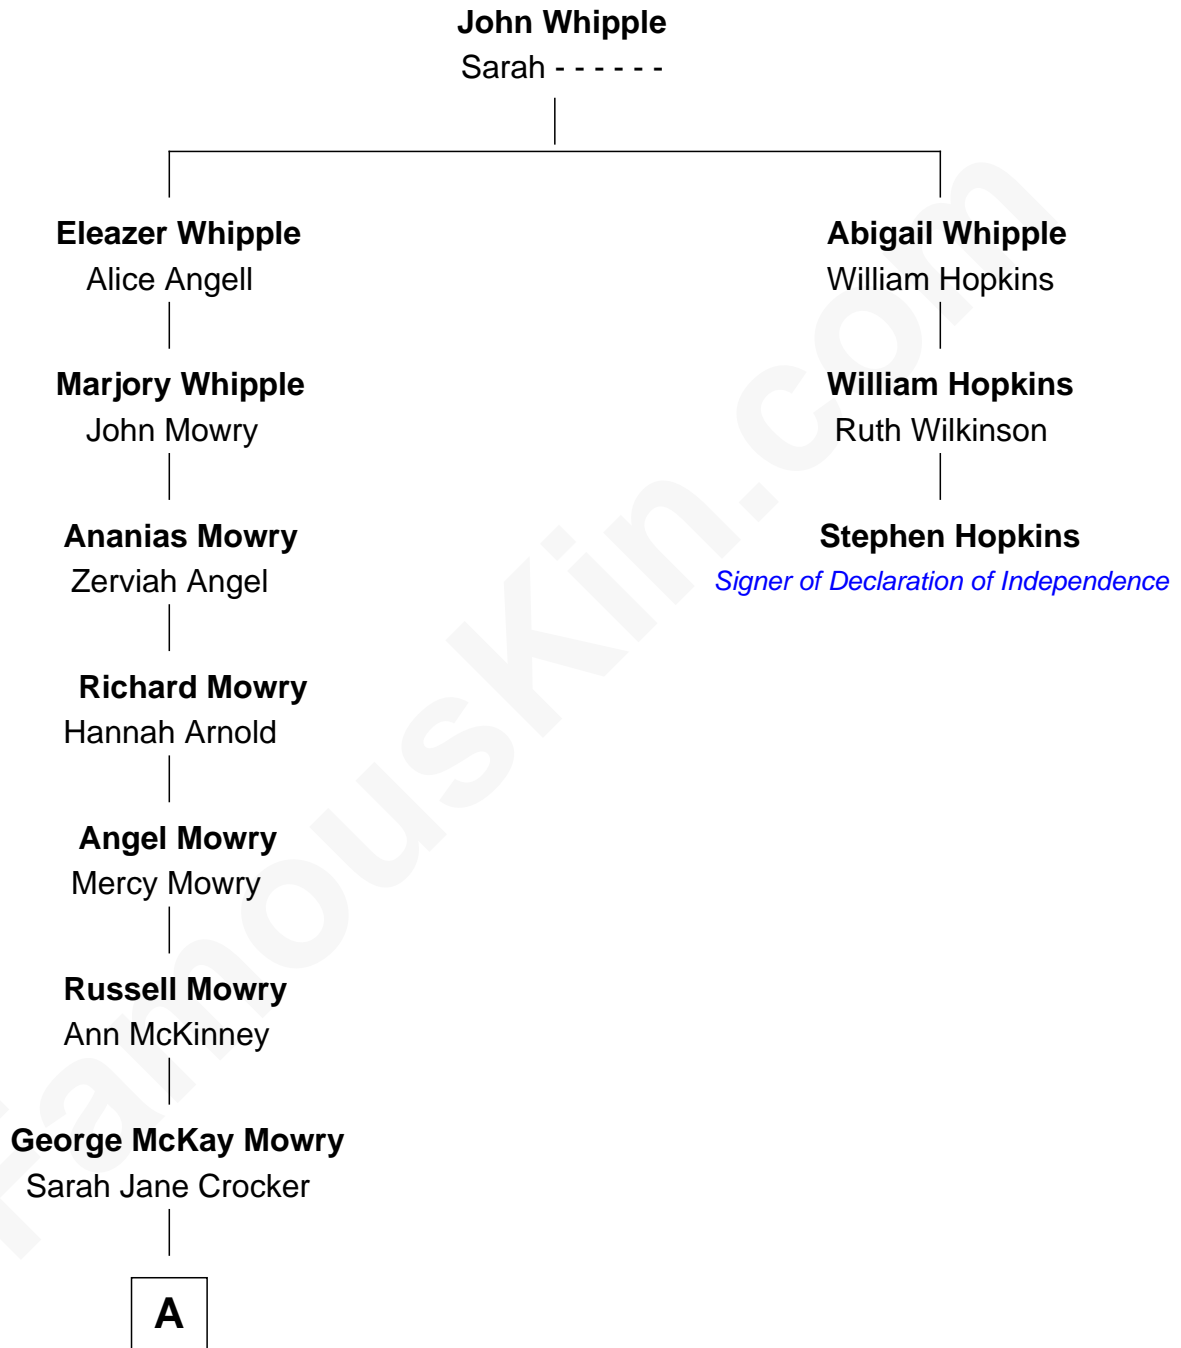 John Whipple
Sarah - - - - - -
Eleazer Whipple
Alice Angell
Abigail Whipple
William Hopkins
Marjory Whipple
John Mowry
William Hopkins
Ruth Wilkinson
Ananias Mowry
Zerviah Angel
Stephen Hopkins
Signer of Declaration of Independence
Richard Mowry
Hannah Arnold
Angel Mowry
Mercy Mowry
Russell Mowry
Ann McKinney
George McKay Mowry
Sarah Jane Crocker
A
FamousKin.com